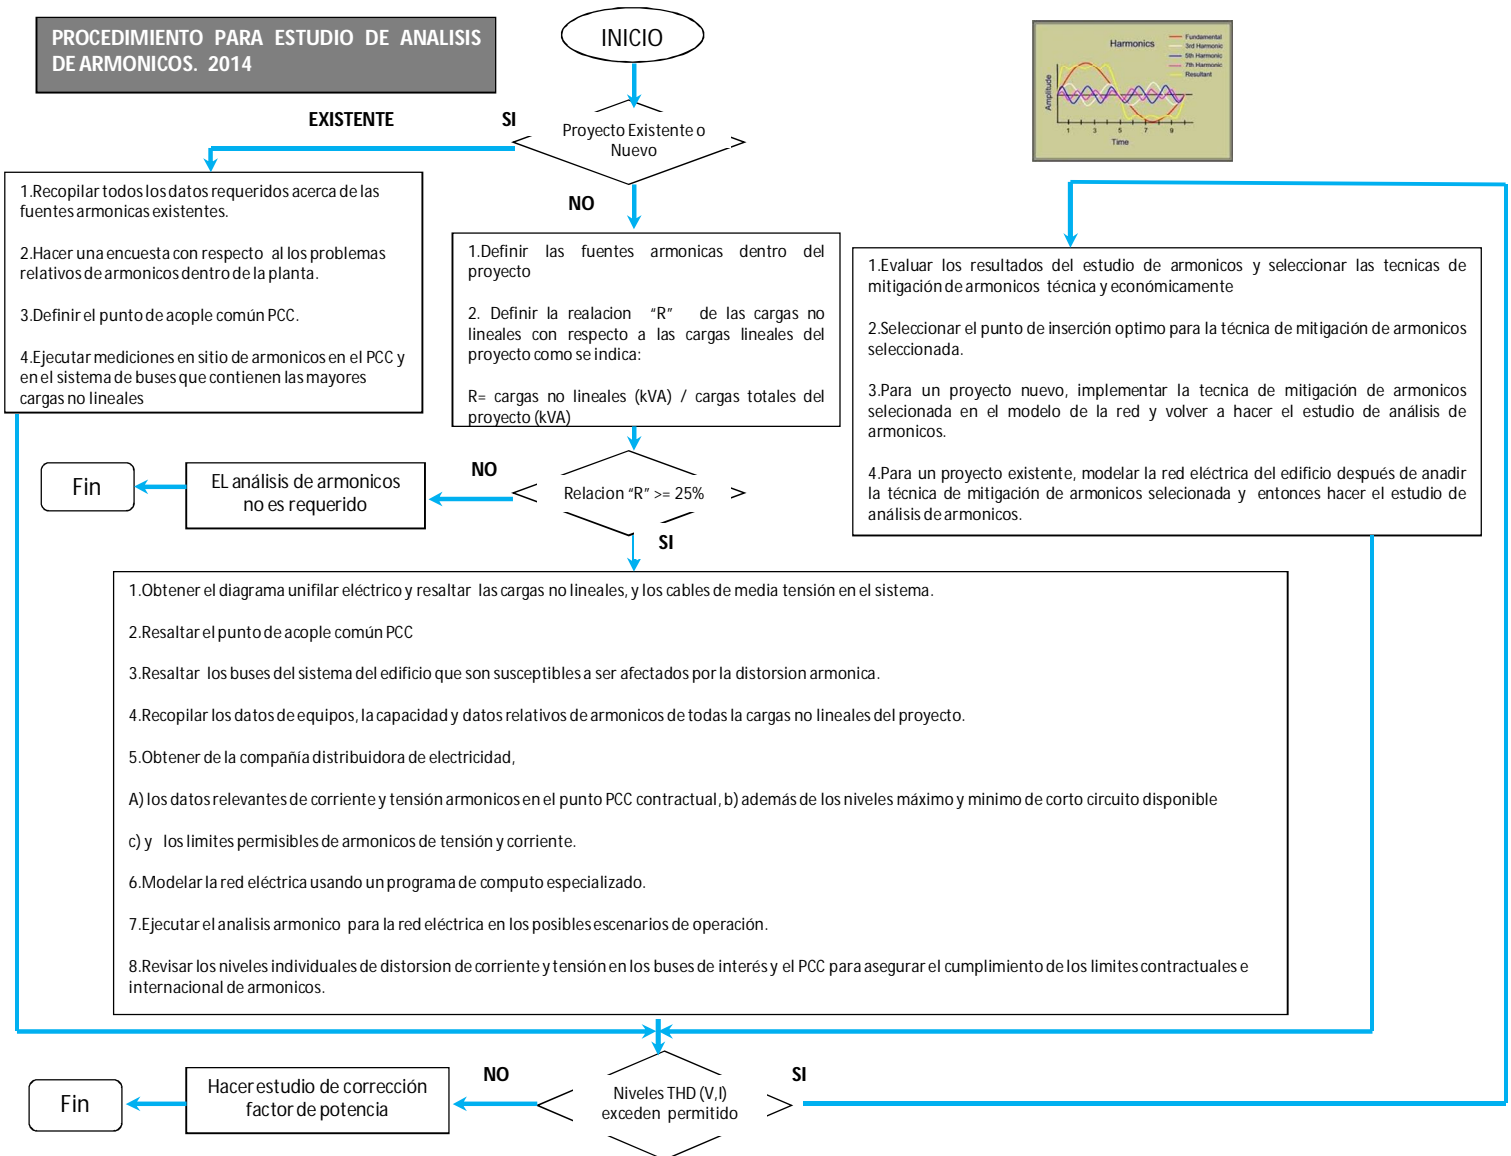 PROCEDIMIENTO PARA ESTUDIO DE ANALISIS
DE ARMONICOS. 2014
INICIO
Harmonics
Fundamental
3rd Harmonic
5th Harmonic
7th Harmonic
Resultant
Amplitude
1 3 5 7 9
Time
EXISTENTE
SI
Proyecto Existente o
Nuevo
NO
1.Recopilar todos los datos requeridos acerca de las
fuentes armonicas existentes.
2.Hacer una encuesta con respecto al los problemas
relativos de armonicos dentro de la planta.
3.Definir el punto de acople común PCC.
4.Ejecutar mediciones en sitio de armonicos en el PCC y
en el sistema de buses que contienen las mayores
cargas no lineales
1.Definir las fuentes armonicas dentro del
proyecto
2. Definir la realacion "R" de las cargas no
lineales con respecto a las cargas lineales del
proyecto como se indica:
R= cargas no lineales (kVA) / cargas totales del
proyecto (kVA)
1.Evaluar los resultados del estudio de armonicos y seleccionar las tecnicas de
mitigación de armonicos técnica y económicamente
2.Seleccionar el punto de inserción optimo para la técnica de mitigación de armonicos
seleccionada.
3.Para un proyecto nuevo, implementar la tecnica de mitigación de armonicos
selecionada en el modelo de la red y volver a hacer el estudio de análisis de
armonicos.
4.Para un proyecto existente, modelar la red eléctrica del edificio después de anadir
la técnica de mitigación de armonicos selecionada y entonces hacer el estudio de
análisis de armonicos.
Fin
EL análisis de armonicos
no es requerido
NO
Relacion "R" >= 25%
SI
1.Obtener el diagrama unifilar eléctrico y resaltar las cargas no lineales, y los cables de media tensión en el sistema.
2.Resaltar el punto de acople común PCC
3.Resaltar los buses del sistema del edificio que son susceptibles a ser afectados por la distorsion armonica.
4.Recopilar los datos de equipos, la capacidad y datos relativos de armonicos de todas la cargas no lineales del proyecto.
5.Obtener de la compañía distribuidora de electricidad,
A) los datos relevantes de corriente y tensión armonicos en el punto PCC contractual, b) además de los niveles máximo y minimo de corto circuito disponible
c) y los limites permisibles de armonicos de tensión y corriente.
6.Modelar la red eléctrica usando un programa de computo especializado.
7.Ejecutar el analisis armonico para la red eléctrica en los posibles escenarios de operación.
8.Revisar los niveles individuales de distorsion de corriente y tensión en los buses de interés y el PCC para asegurar el cumplimiento de los limites contractuales e
internacional de armonicos.
Fin
Hacer estudio de corrección
factor de potencia
NO
Niveles THD (V,I)
exceden permitido
SI